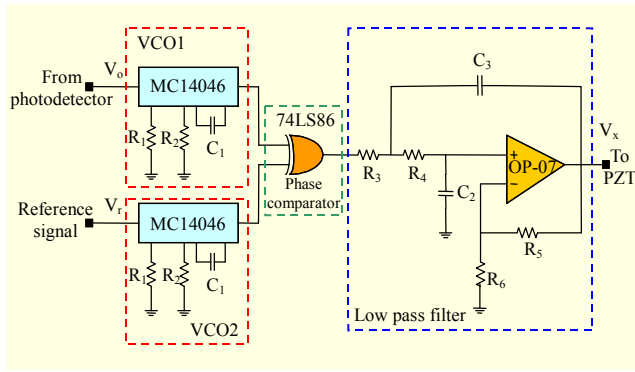 VCO1
From
photodetector
Vo
MC14046
R1
R2
C1
74LS86
Phase
comparator
Reference
signal
Vr
MC14046
R1
R2
C1
VCO2
C3
R3
R4
C2
+
OP-07
−
R5
R6
Vx
To
PZT
Low pass filter